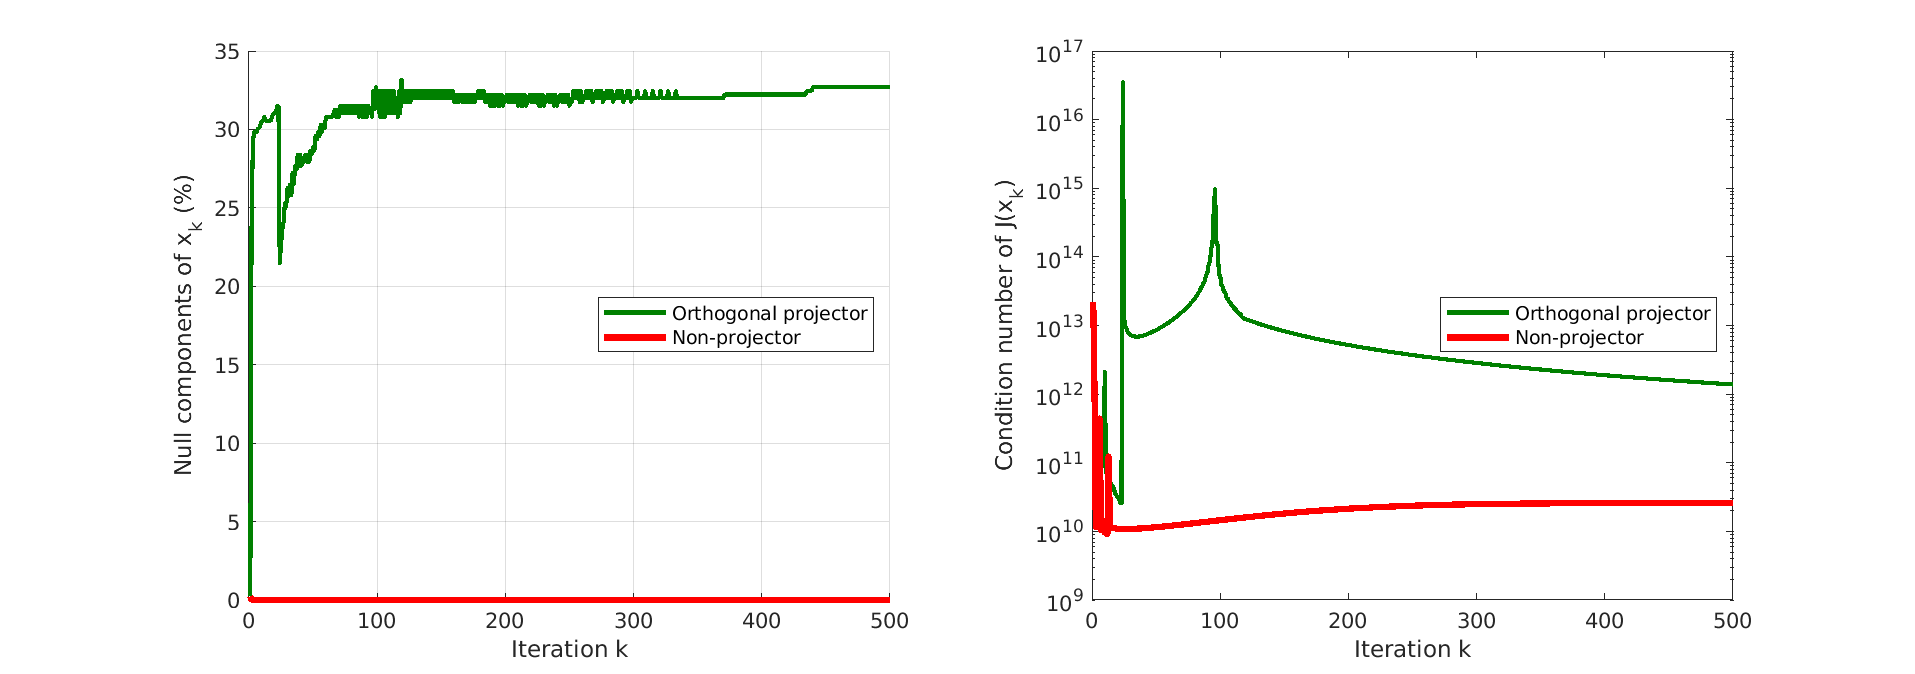 35
30
25
20
15
10
5
0
0 100 200 300 400 500
Null components of x_k (%)
Iteration k
Orthogonal projector
Non-projector
10^17
10^16
10^15
10^14
10^13
10^12
10^11
10^10
10^9
0 100 200 300 400 500
Condition number of J(x_k)
Iteration k
Orthogonal projector
Non-projector